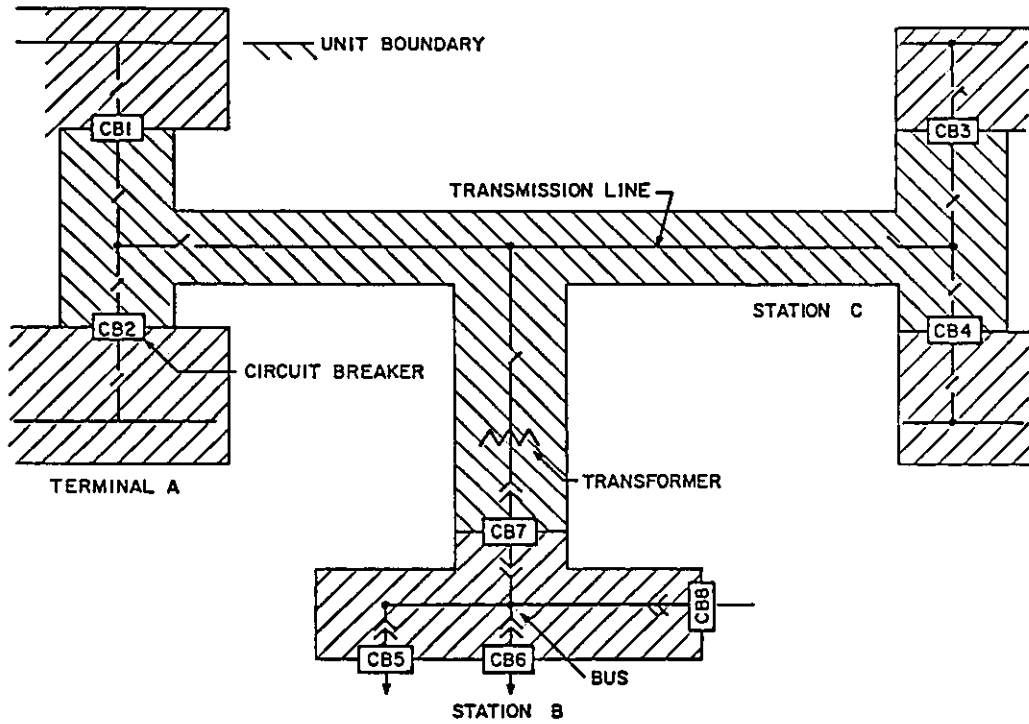 UNIT BOUNDARY
CB1
CB3
TRANSMISSION LINE
STATION C
CB2
CB4
CIRCUIT BREAKER
TERMINAL A
TRANSFORMER
CB7
CB8
CB5
CB6
BUS
STATION B